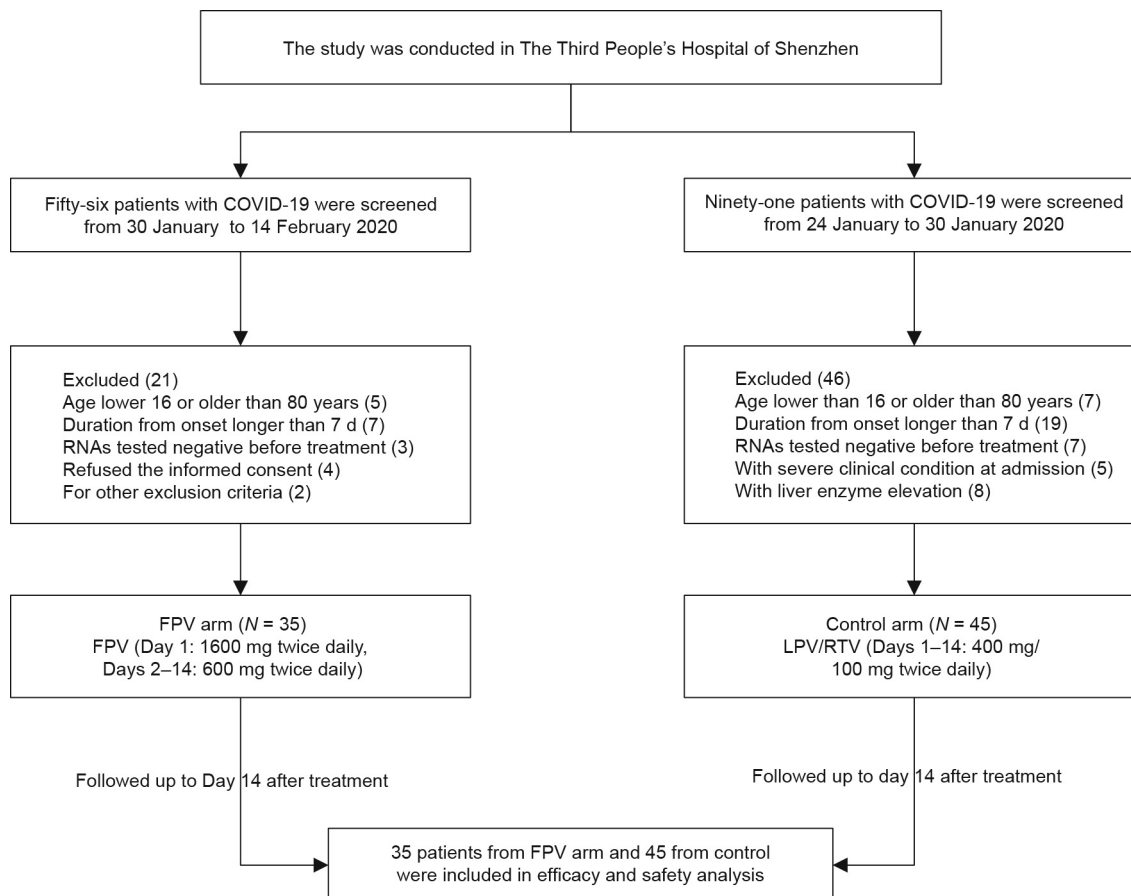 The study was conducted in The Third People’s Hospital of Shenzhen
Fifty-six patients with COVID-19 were screened
from 30 January to 14 February 2020
Ninety-one patients with COVID-19 were screened
from 24 January to 30 January 2020
Excluded (21)
Age lower 16 or older than 80 years (5)
Duration from onset longer than 7 d (7)
RNAs tested negative before treatment (3)
Refused the informed consent (4)
For other exclusion criteria (2)
Excluded (46)
Age lower than 16 or older than 80 years (7)
Duration from onset longer than 7 d (19)
RNAs tested negative before treatment (7)
With severe clinical condition at admission (5)
With liver enzyme elevation (8)
FPV arm (N = 35)
FPV (Day 1: 1600 mg twice daily,
Days 2–14: 600 mg twice daily)
Control arm (N = 45)
LPV/RTV (Days 1–14: 400 mg/
100 mg twice daily)
Followed up to Day 14 after treatment
Followed up to day 14 after treatment
35 patients from FPV arm and 45 from control
were included in efficacy and safety analysis